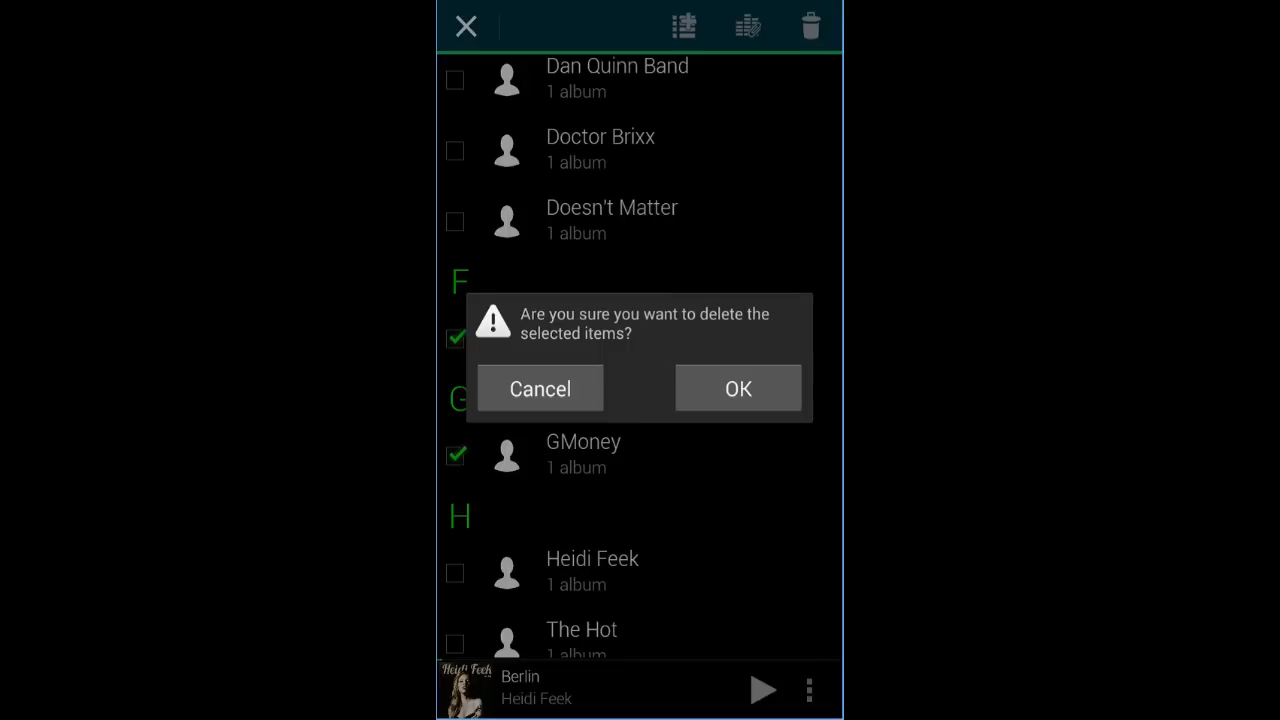 Dan Quinn Band
1 album
Doctor Brixx
1 album
Doesn't Matter
1 album
F
Are you sure you want to delete the
selected items?
Cancel
OK
G
GMoney
1 album
H
Heidi Feek
1 album
The Hot
1 album
Heidi Feek
Berlin
Heidi Feek